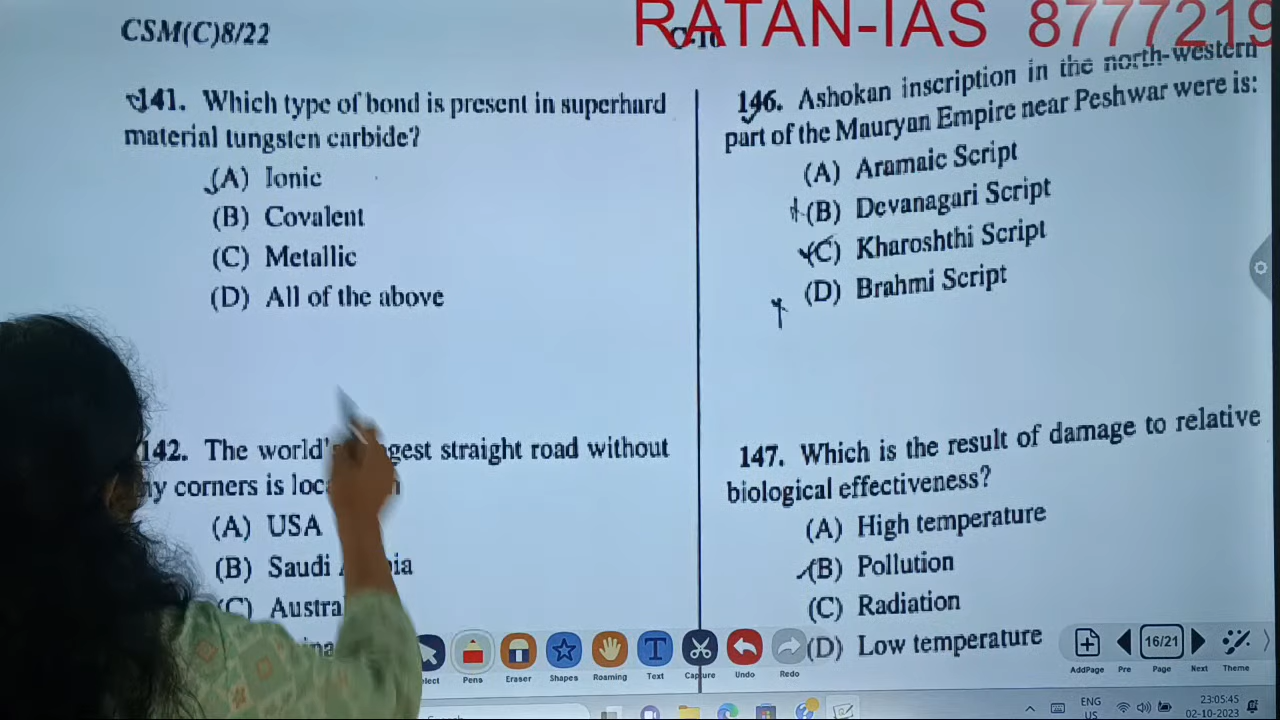 CSM(C)8/22
RATAN-IAS 8777219
141. Which type of bond is present in superhard
material tungsten carbide?
(A) Ionic
(B) Covalent
(C) Metallic
(D) All of the above
142. The world's straight road without
corners is
(A) USA
(B) Saudi
(C)
146. Ashokan inscription in the north-western
part of the Mauryan Empire near Peshwar were is:
(A) Aramaic Script
(B) Devanagari Script
(C) Kharoshthi Script
(D) Brahmi Script
147. Which is the result of damage to relative
biological effectiveness?
(A) High temperature
(B) Pollution
(C) Radiation
(D) Low temperature
Pens Eraser Shapes Roaming Text Capture Undo Redo
AddPage Pre 16/21 Page Next Theme
ENG
US
23:05:45
02-10-2023